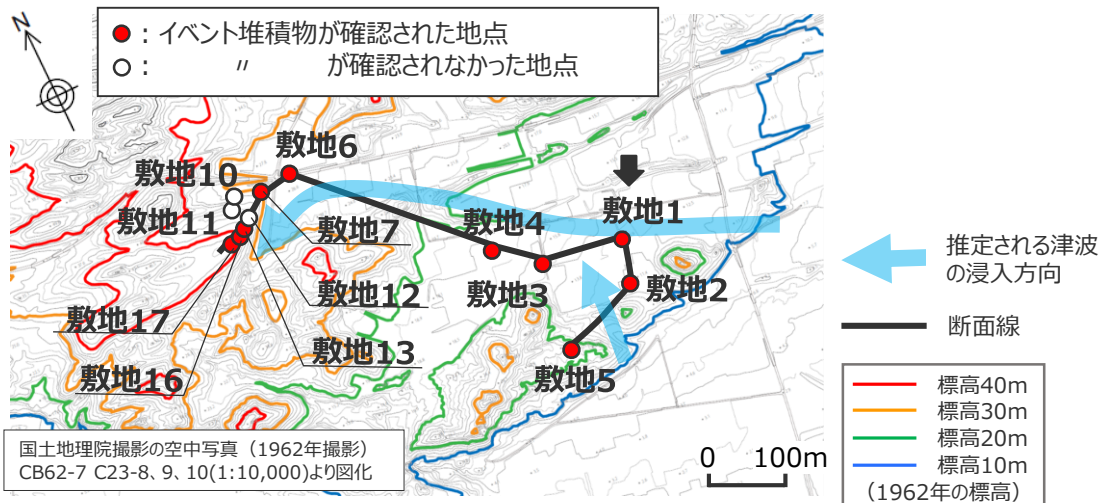 N
●：イベント堆積物が確認された地点
○： 〃 が確認されなかった地点
敷地6
敷地10
敷地11
敷地7
敷地4
敷地1
敷地3
敷地2
敷地12
敷地17
敷地13
敷地16
敷地5
推定される津波
の浸入方向
断面線
標高40m
標高30m
標高20m
標高10m
（1962年の標高）
0 100m
国土地理院撮影の空中写真（1962年撮影）
CB62-7 C23-8、9、10(1:10,000)より図化